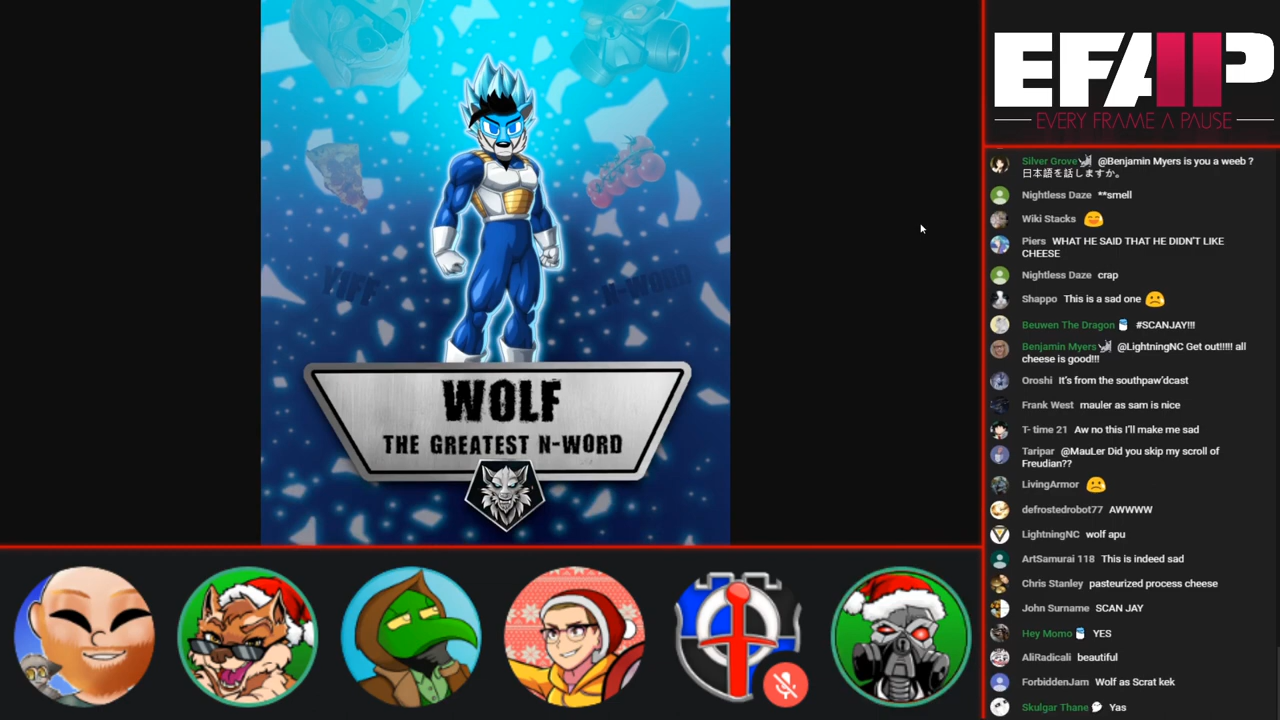 EFAP
EVERY FRAME A PAUSE
YIFF
N-WORD
WOLF
THE GREATEST N-WORD
Silver Grove @Benjamin Myers is you a weeb ?
日本語を話しますか。
Nightless Daze **smell
Wiki Stacks
Piers WHAT HE SAID THAT HE DIDN'T LIKE
CHEESE
Nightless Daze crap
Shappo This is a sad one
Beuwen The Dragon #SCANJAY!!!
Benjamin Myers @LightningNC Get out!!!!! all
cheese is good!!!
Oroshi It's from the southpaw'dcast
Frank West mauler as sam is nice
T- time 21 Aw no this I'll make me sad
Taripar @MauLer Did you skip my scroll of
Freudian??
LivingArmor
defrostedrobot77 AWWWW
LightningNC wolf apu
ArtSamurai 118 This is indeed sad
Chris Stanley pasteurized process cheese
John Surname SCAN JAY
Hey Momo YES
AliRadicali beautiful
ForbiddenJam Wolf as Scrat kek
Skulgar Thane Yas